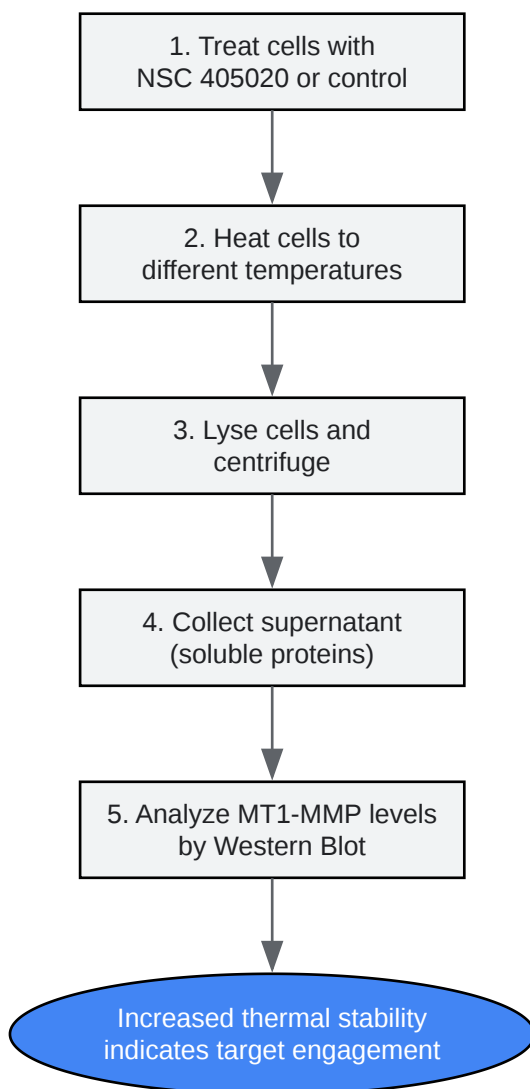 1. Treat cells with
NSC 405020 or control
2. Heat cells to
different temperatures
3. Lyse cells and
centrifuge
4. Collect supernatant
(soluble proteins)
5. Analyze MT1-MMP levels
by Western Blot
Increased thermal stability
indicates target engagement